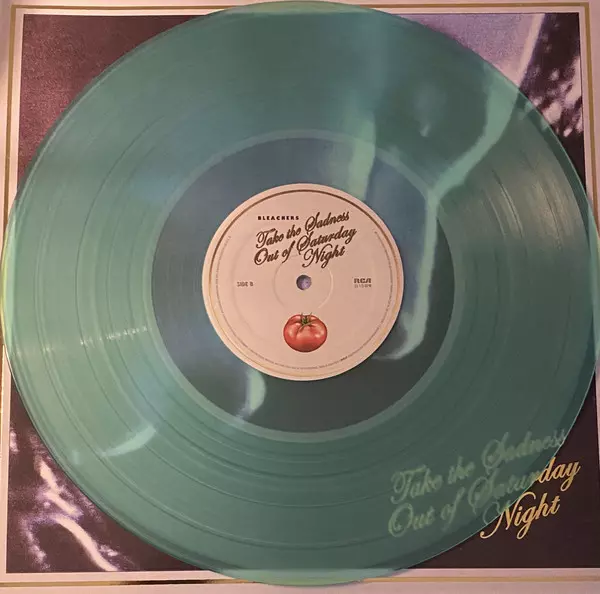 BLEACHERS
Take the Sadness
Out of Saturday
Night
SIDE B
RCA
Take the Sadness
Out of Saturday
Night